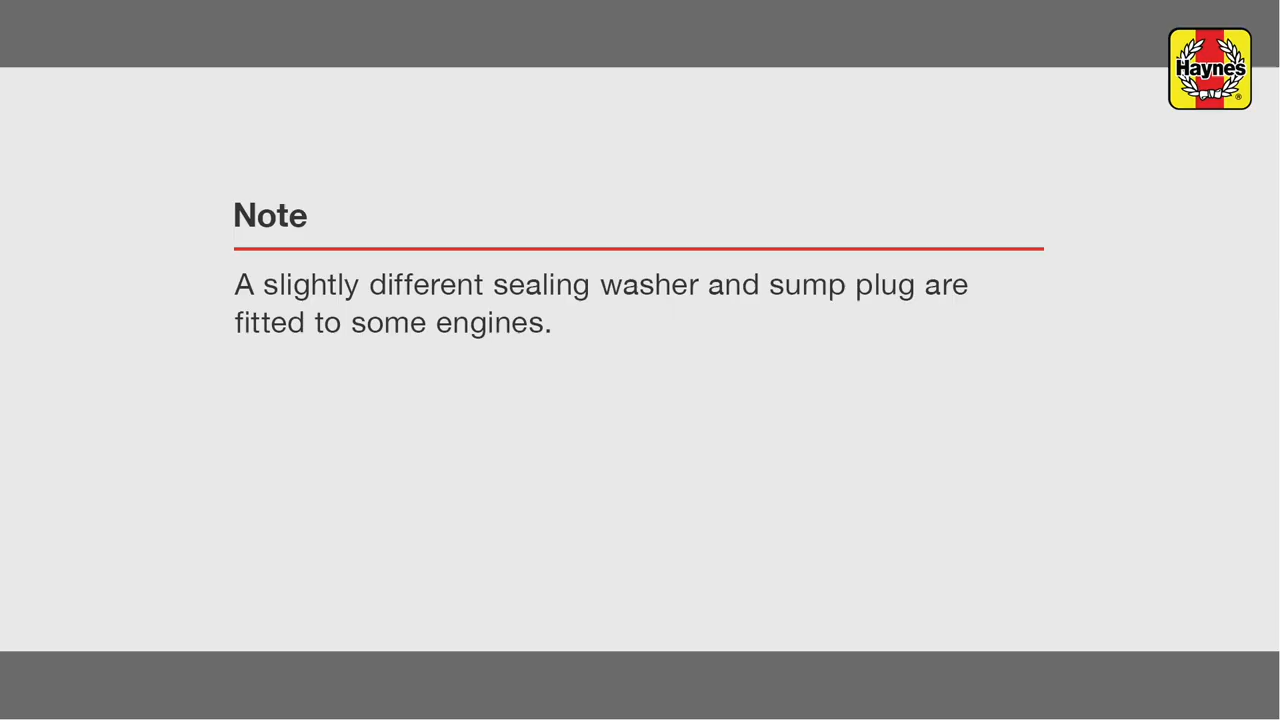 Haynes
Note
A slightly different sealing washer and sump plug are
fitted to some engines.